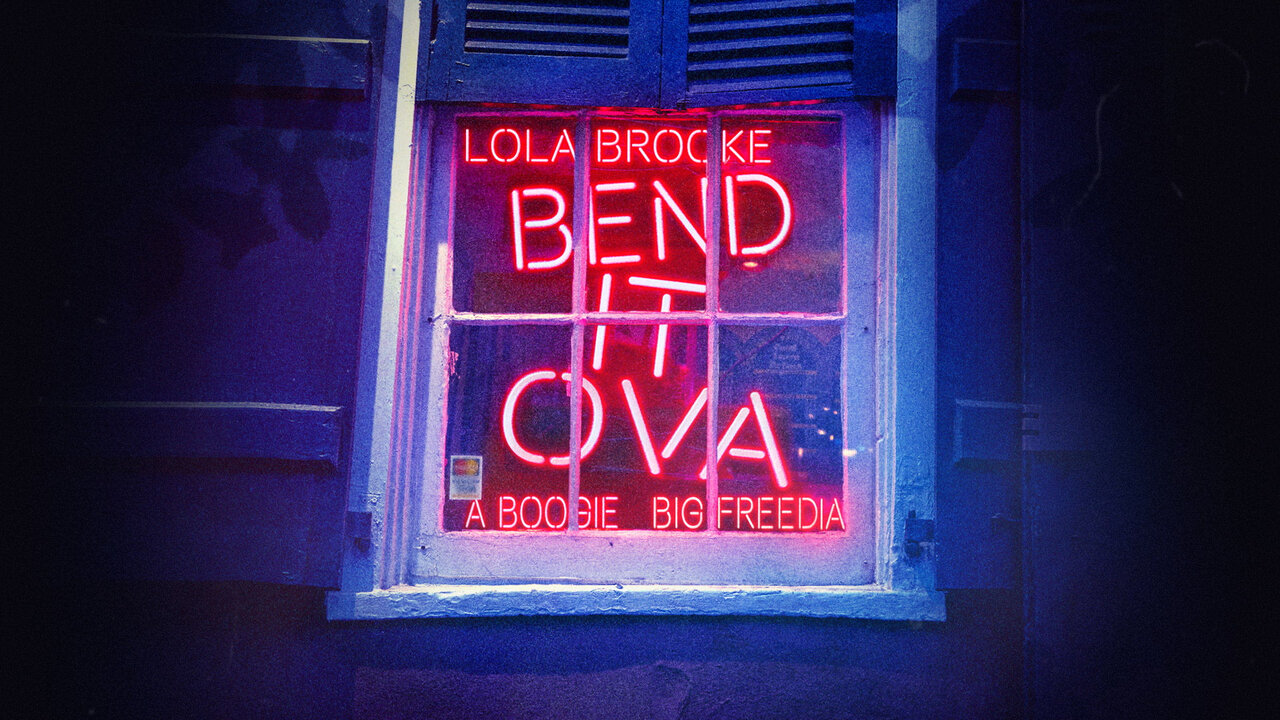 LOLA BROOKE
BEND
IT
OVA
A BOOGIE BIG FREEDIA